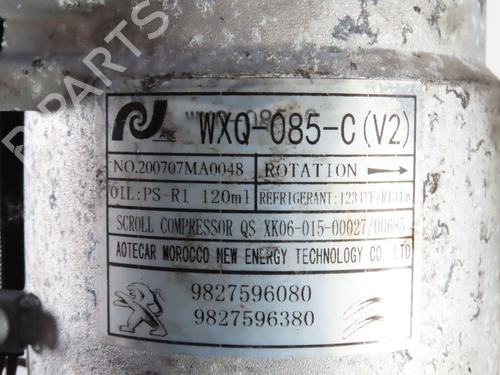 WXQ-085-C(V2)
NO.200707MA0048 ROTATION
OIL:PS-R1 120ml REFRIGERANT:1234YF/R134a
SCROLL COMPRESSOR QS XK06-015-00027/00685
AOTECAR MOROCCO NEW ENERGY TECHNOLOGY CO LTD
9827596080
9827596380
B-PARTS